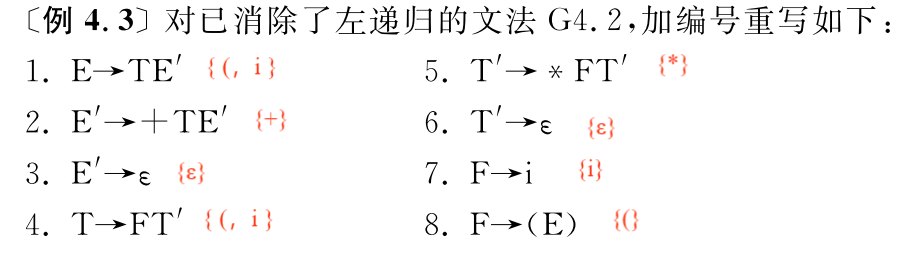 〔例 4.3〕对已消除了左递归的文法 G4.2,加编号重写如下:
1. E→TE′ {(, i} 5. T′→*FT′ {*}
2. E′→+TE′ {+} 6. T′→ε {ε}
3. E′→ε {ε} 7. F→i {i}
4. T→FT′ {(, i} 8. F→(E) {(}